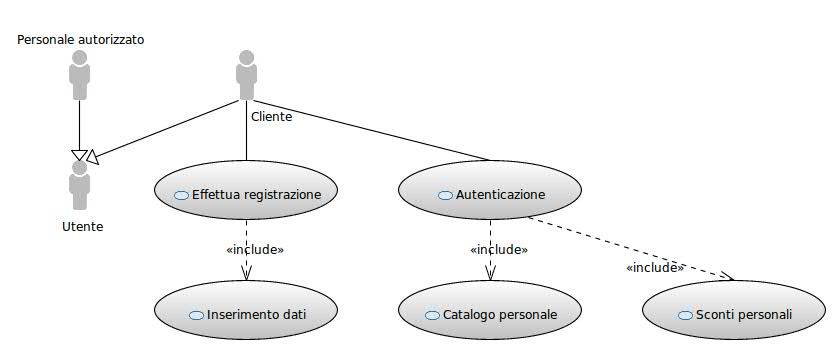 Personale autorizzato
Cliente
Utente
Effettua registrazione
Autenticazione
«include»
«include»
«include»
Inserimento dati
Catalogo personale
Sconti personali